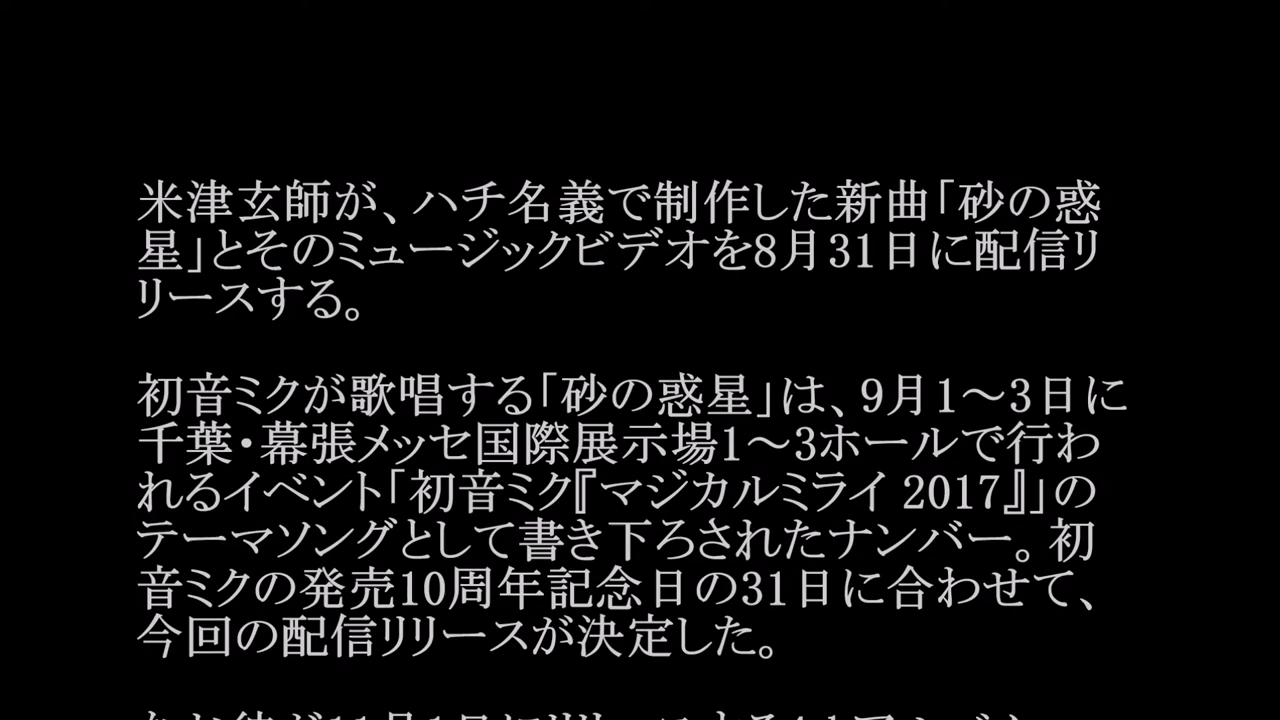 米津玄師が、ハチ名義で制作した新曲「砂の惑
星」とそのミュージックビデオを8月31日に配信リ
リースする。
初音ミクが歌唱する「砂の惑星」は、9月1～3日に
千葉・幕張メッセ国際展示場1～3ホールで行わ
れるイベント「初音ミク『マジカルミライ 2017』」の
テーマソングとして書き下ろされたナンバー。初
音ミクの発売10周年記念日の31日に合わせて、
今回の配信リリースが決定した。